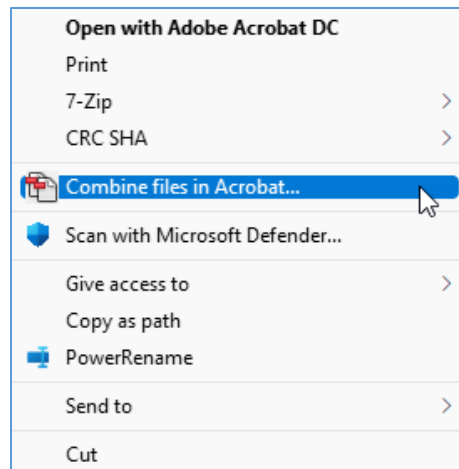 Open with Adobe Acrobat DC
Print
7-Zip
CRC SHA
Combine files in Acrobat...
Scan with Microsoft Defender...
Give access to
Copy as path
PowerRename
Send to
Cut